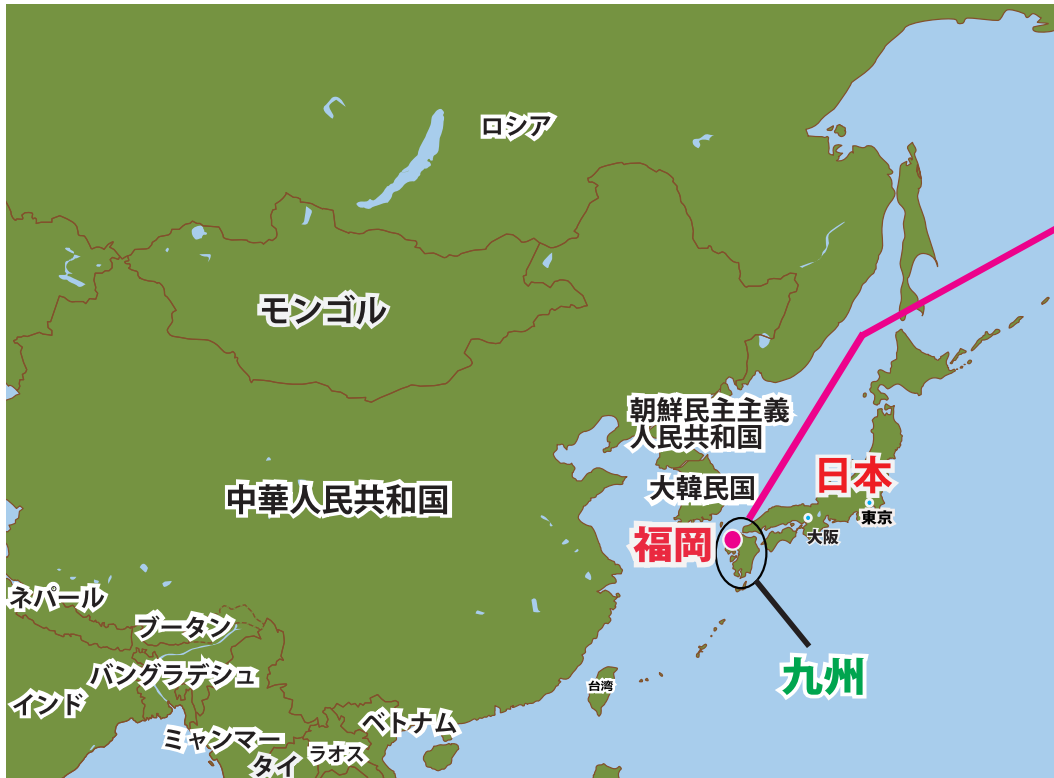 ロシア
モンゴル
朝鮮民主主義
人民共和国
日本
大韓民国
中華人民共和国
東京
大阪
福岡
ネパール
ブータン
九州
バングラデシュ
台湾
インド
ベトナム
ミャンマー
ラオス
タイ